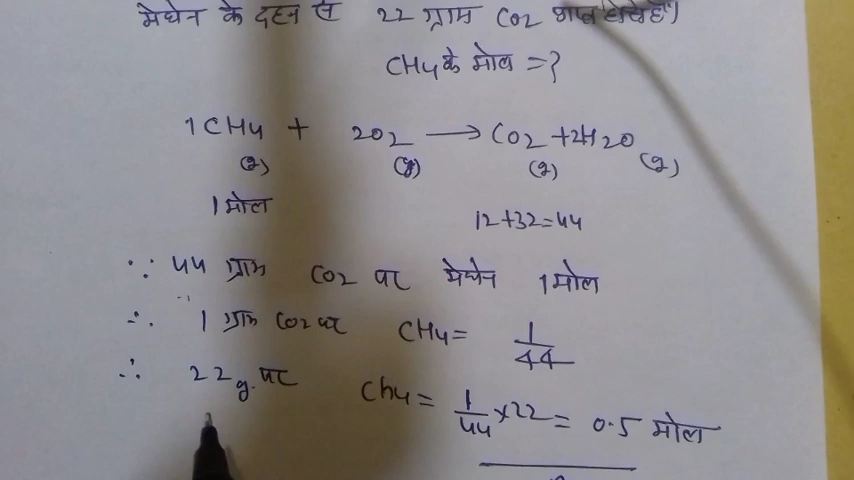 मेथेन के दहन से 22 ग्राम CO2 प्राप्त होते हैं।
CH4 के मोल = ?
1CH4 + 2O2 → CO2 + 2H2O
(g) (g) (g) (g)
1 मोल
12+32=44
∵ 44 ग्राम CO2 पर मेथेन 1 मोल
∴ 1 ग्राम CO2 पर CH4 = 1/44
∴ 22 g. पर Ch4 = 1/44 × 22 = 0.5 मोल